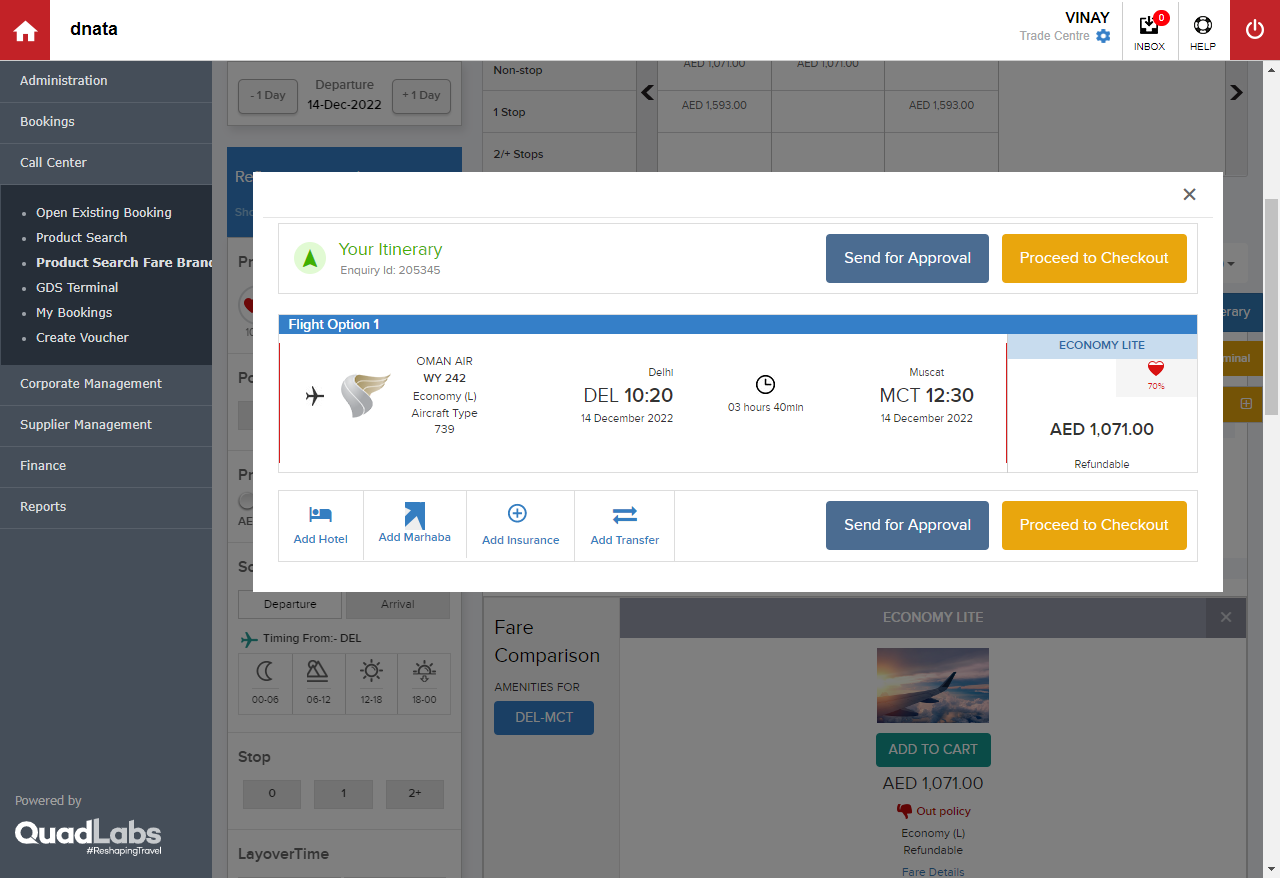 dnata
VINAY
Trade Centre
0
INBOX
HELP
Administration
Bookings
Call Center
Open Existing Booking
Product Search
Product Search Fare Brand
GDS Terminal
My Bookings
Create Voucher
Corporate Management
Supplier Management
Finance
Reports
Powered by
QuadLabs
#ReshapingTravel
- 1 Day
Departure
14-Dec-2022
+ 1 Day
Non-stop
AED 1,071.00
AED 1,071.00
1 Stop
AED 1,593.00
AED 1,593.00
2/+ Stops
Your Itinerary
Enquiry Id: 205345
Send for Approval
Proceed to Checkout
Flight Option 1
OMAN AIR
WY 242
Economy (L)
Aircraft Type
739
Delhi
DEL 10:20
14 December 2022
03 hours 40min
Muscat
MCT 12:30
14 December 2022
ECONOMY LITE
70%
AED 1,071.00
Refundable
Add Hotel
Add Marhaba
Add Insurance
Add Transfer
Send for Approval
Proceed to Checkout
Departure
Arrival
Timing From:- DEL
00-06
06-12
12-18
18-00
Stop
0
1
2+
LayoverTime
Fare
Comparison
AMENITIES FOR
DEL-MCT
ECONOMY LITE
ADD TO CART
AED 1,071.00
Out policy
Economy (L)
Refundable
Fare Details